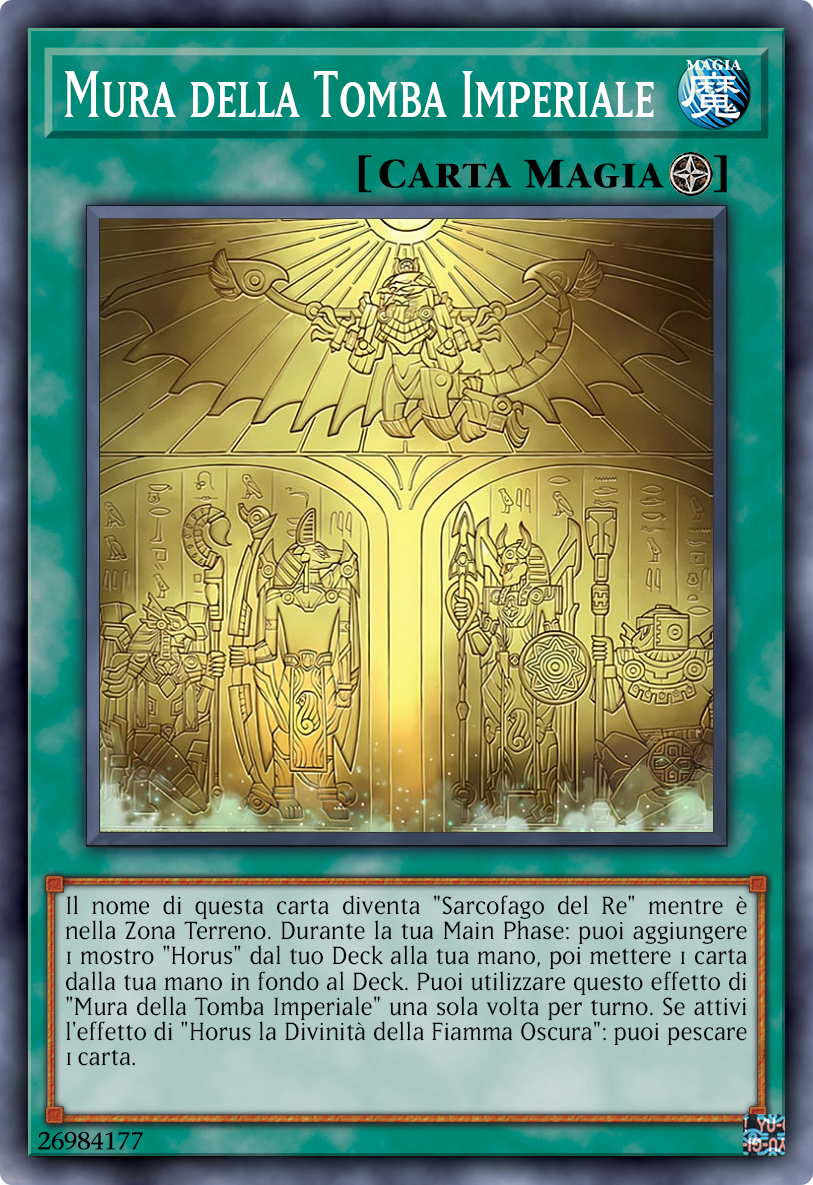 Mura della Tomba Imperiale
MAGIA
魔
[Carta Magia]
Il nome di questa carta diventa "Sarcofago del Re" mentre è
nella Zona Terreno. Durante la tua Main Phase: puoi aggiungere
1 mostro "Horus" dal tuo Deck alla tua mano, poi mettere 1 carta
dalla tua mano in fondo al Deck. Puoi utilizzare questo effetto di
"Mura della Tomba Imperiale" una sola volta per turno. Se attivi
l'effetto di "Horus la Divinità della Fiamma Oscura": puoi pescare
1 carta.
26984177